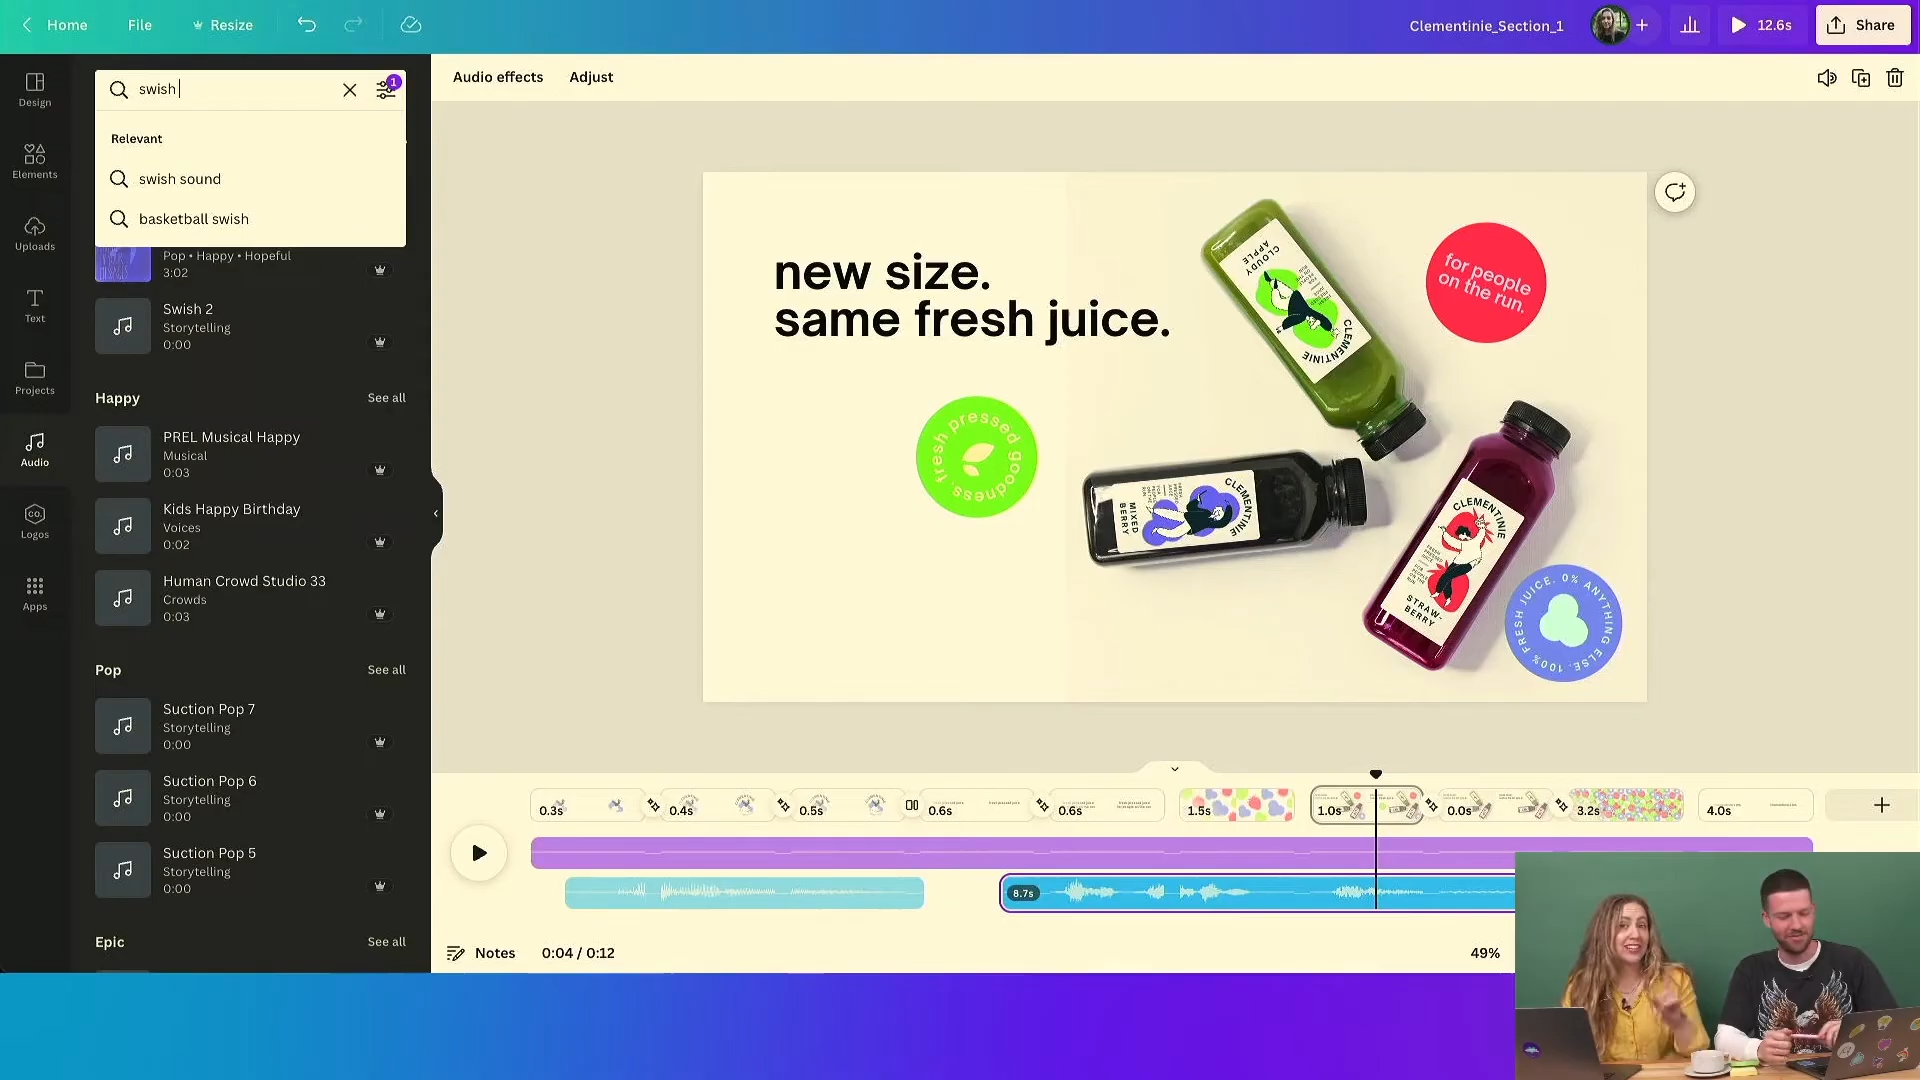 Home
File
Resize
Clementinie_Section_1
12.6s
Share
Design
Elements
Uploads
Text
Projects
Audio
co.
Logos
Apps
swish
1
Relevant
swish sound
basketball swish
Pop • Happy • Hopeful
3:02
Swish 2
Storytelling
0:00
Happy
See all
PREL Musical Happy
Musical
0:03
Kids Happy Birthday
Voices
0:02
Human Crowd Studio 33
Crowds
0:03
Pop
See all
Suction Pop 7
Storytelling
0:00
Suction Pop 6
Storytelling
0:00
Suction Pop 5
Storytelling
0:00
Epic
See all
Audio effects
Adjust
new size.
same fresh juice.
for people
on the run.
fresh pressed goodness.
CLOUDY
APPLE
CLEMENTINIE
MIXED
BERRY
CLEMENTINIE
CLEMENTINIE
STRAW-
BERRY
100% FRESH JUICE. 0% ANYTHING ELSE.
0.3s
0.4s
0.5s
0.6s
0.6s
1.5s
1.0s
0.0s
3.2s
4.0s
8.7s
Notes
0:04 / 0:12
49%